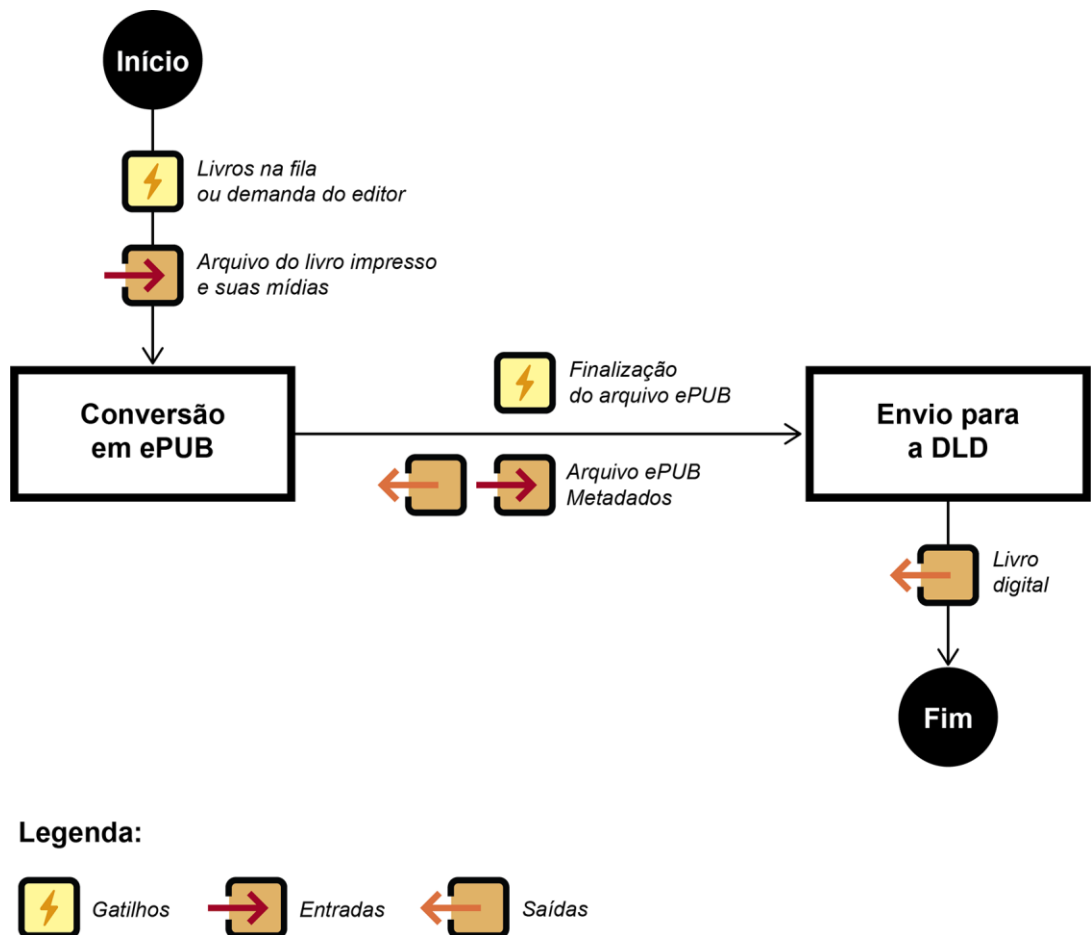 Início
Livros na fila
ou demanda do editor
Arquivo do livro impresso
e suas mídias
Conversão
em ePUB
Finalização
do arquivo ePUB
Arquivo ePUB
Metadados
Envio para
a DLD
Livro
digital
Fim
Legenda:
Gatilhos
Entradas
Saídas